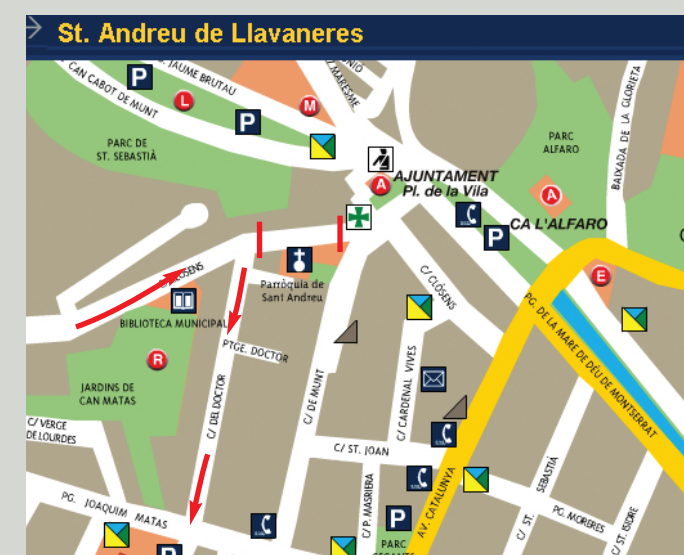 St. Andreu de Llavaneres
CAN CABOT DE MUNT
JAUME BRUTAU
P
L
M
P
C/ MARESME
BAIXADA DE LA GLORIETA
PARC DE
ST. SEBASTIÀ
PARC
ALFARO
A
AJUNTAMENT
Pl. de la Vila
A
CA L'ALFARO
P
E
BIBLIOTECA MUNICIPAL
Parròquia de
Sant Andreu
C/ CLÒSENS
PG. DE LA MARE DE DÉU DE MONTSERRAT
PTGE. DOCTOR
R
JARDINS DE
CAN MATAS
C/ DEL DOCTOR
C/ DE MUNT
C/ CARDENAL VIVES
C/ VERGE
DE LOURDES
C/ ST. JOAN
C/ P. MASRIERA
AV. CATALUNYA
C/ ST. SEBASTIÀ
PG. MORERES
C/ ST. ISIDRE
PG. JOAQUIM MATAS
P
P
PARC